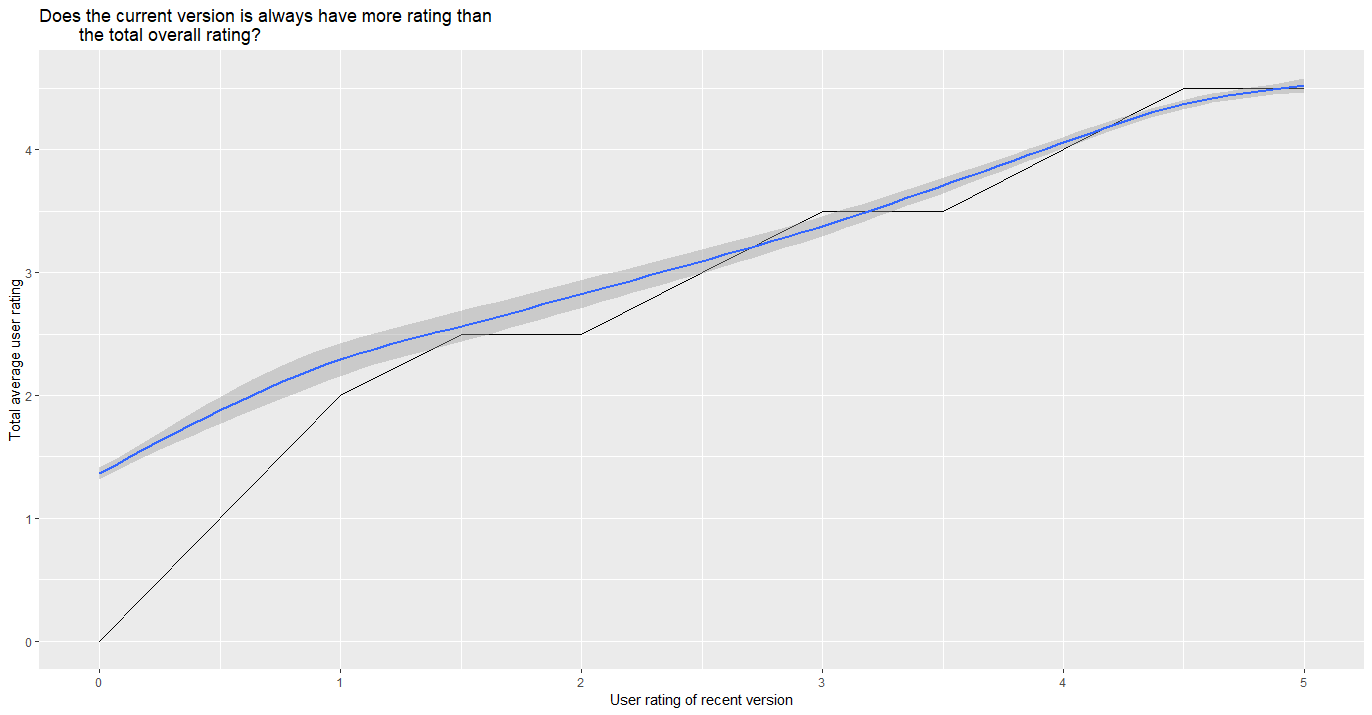 Does the current version is always have more rating than
the total overall rating?
Total average user rating
4
3
2
1
0
0 1 2 3 4 5
User rating of recent version